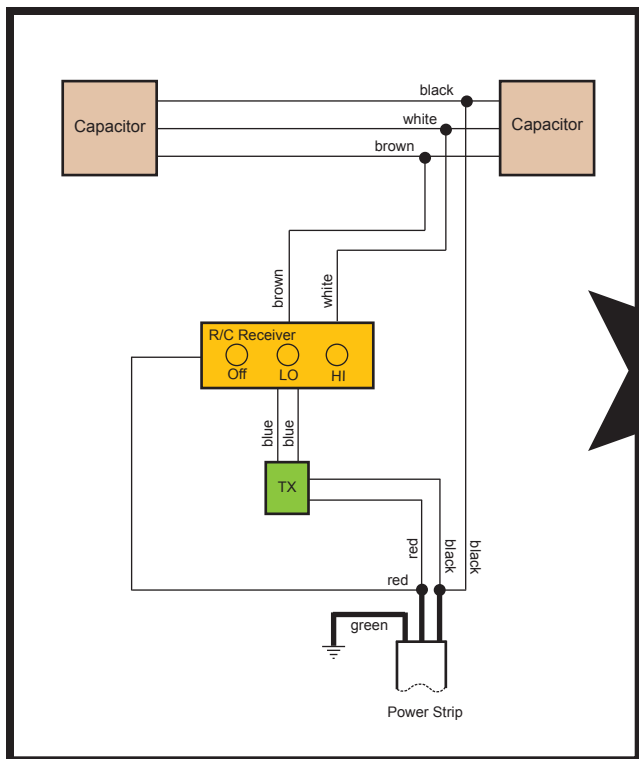 black
Capacitor
white
Capacitor
brown
brown
white
R/C Receiver
Off
LO
HI
blue
blue
TX
red
black
black
red
green
Power Strip